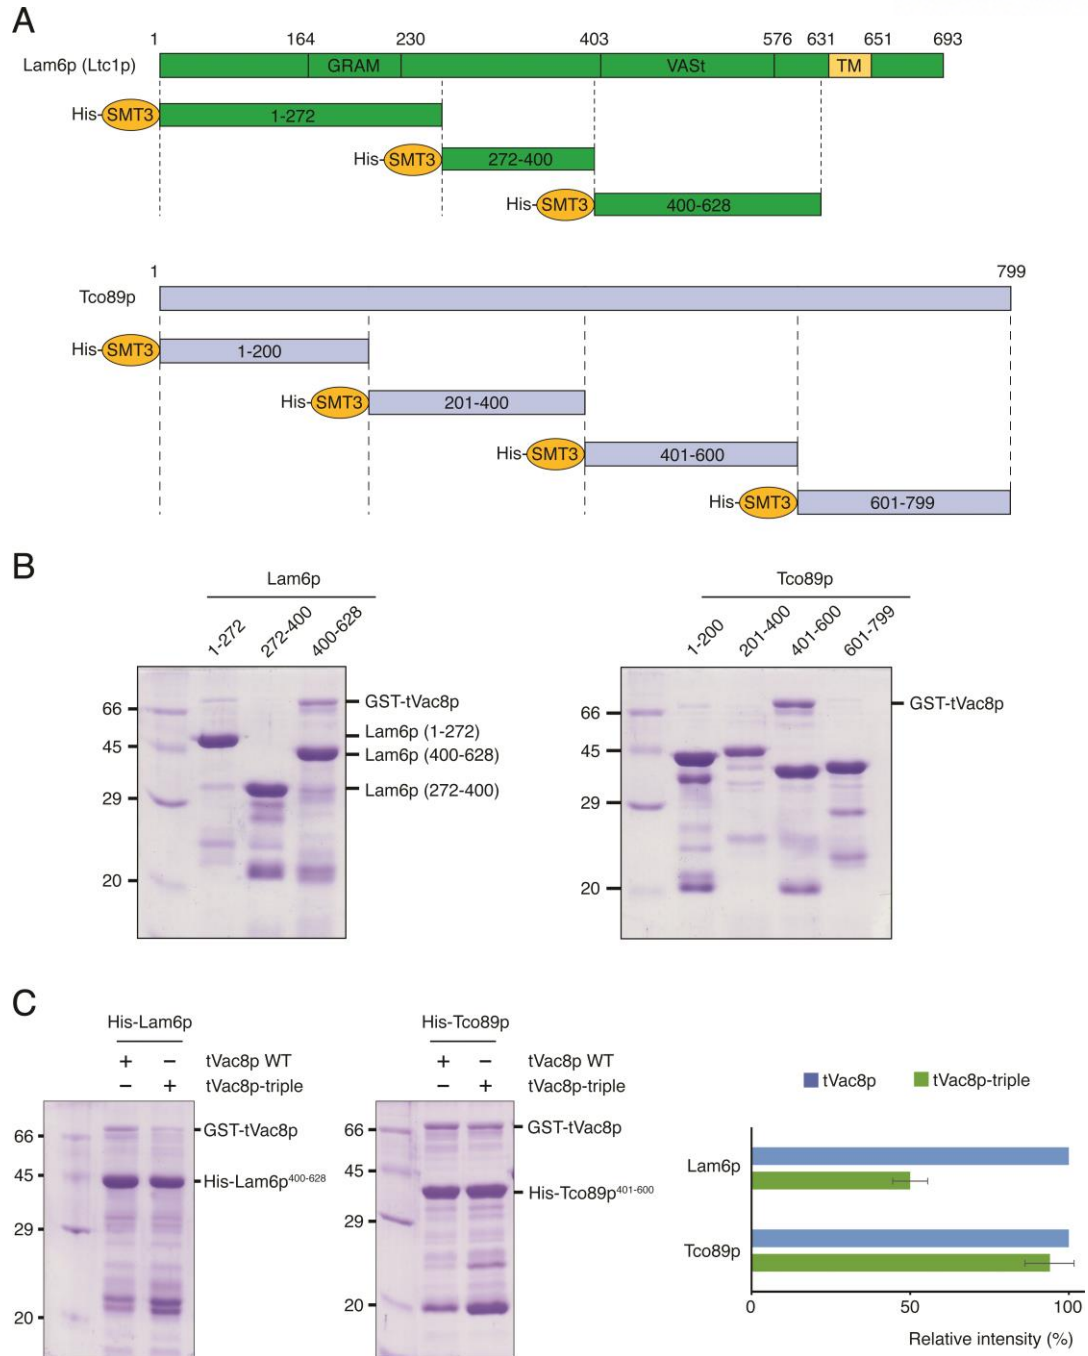 A
1 164 230 403 576 631 651 693
Lam6p (Ltc1p) GRAM VASt TM
His-SMT3 1-272
His-SMT3 272-400
His-SMT3 400-628
1 799
Tco89p
His-SMT3 1-200
His-SMT3 201-400
His-SMT3 401-600
His-SMT3 601-799
B
Lam6p
1-272 272-400 400-628
66
45
29
20
GST-tVac8p
Lam6p (1-272)
Lam6p (400-628)
Lam6p (272-400)
Tco89p
1-200 201-400 401-600 601-799
66
45
29
20
GST-tVac8p
C
His-Lam6p
+ – tVac8p WT
– + tVac8p-triple
66
45
29
20
GST-tVac8p
His-Lam6p400-628
His-Tco89p
+ – tVac8p WT
– + tVac8p-triple
66
45
29
20
GST-tVac8p
His-Tco89p401-600
tVac8p tVac8p-triple
Lam6p
Tco89p
0 50 100
Relative intensity (%)